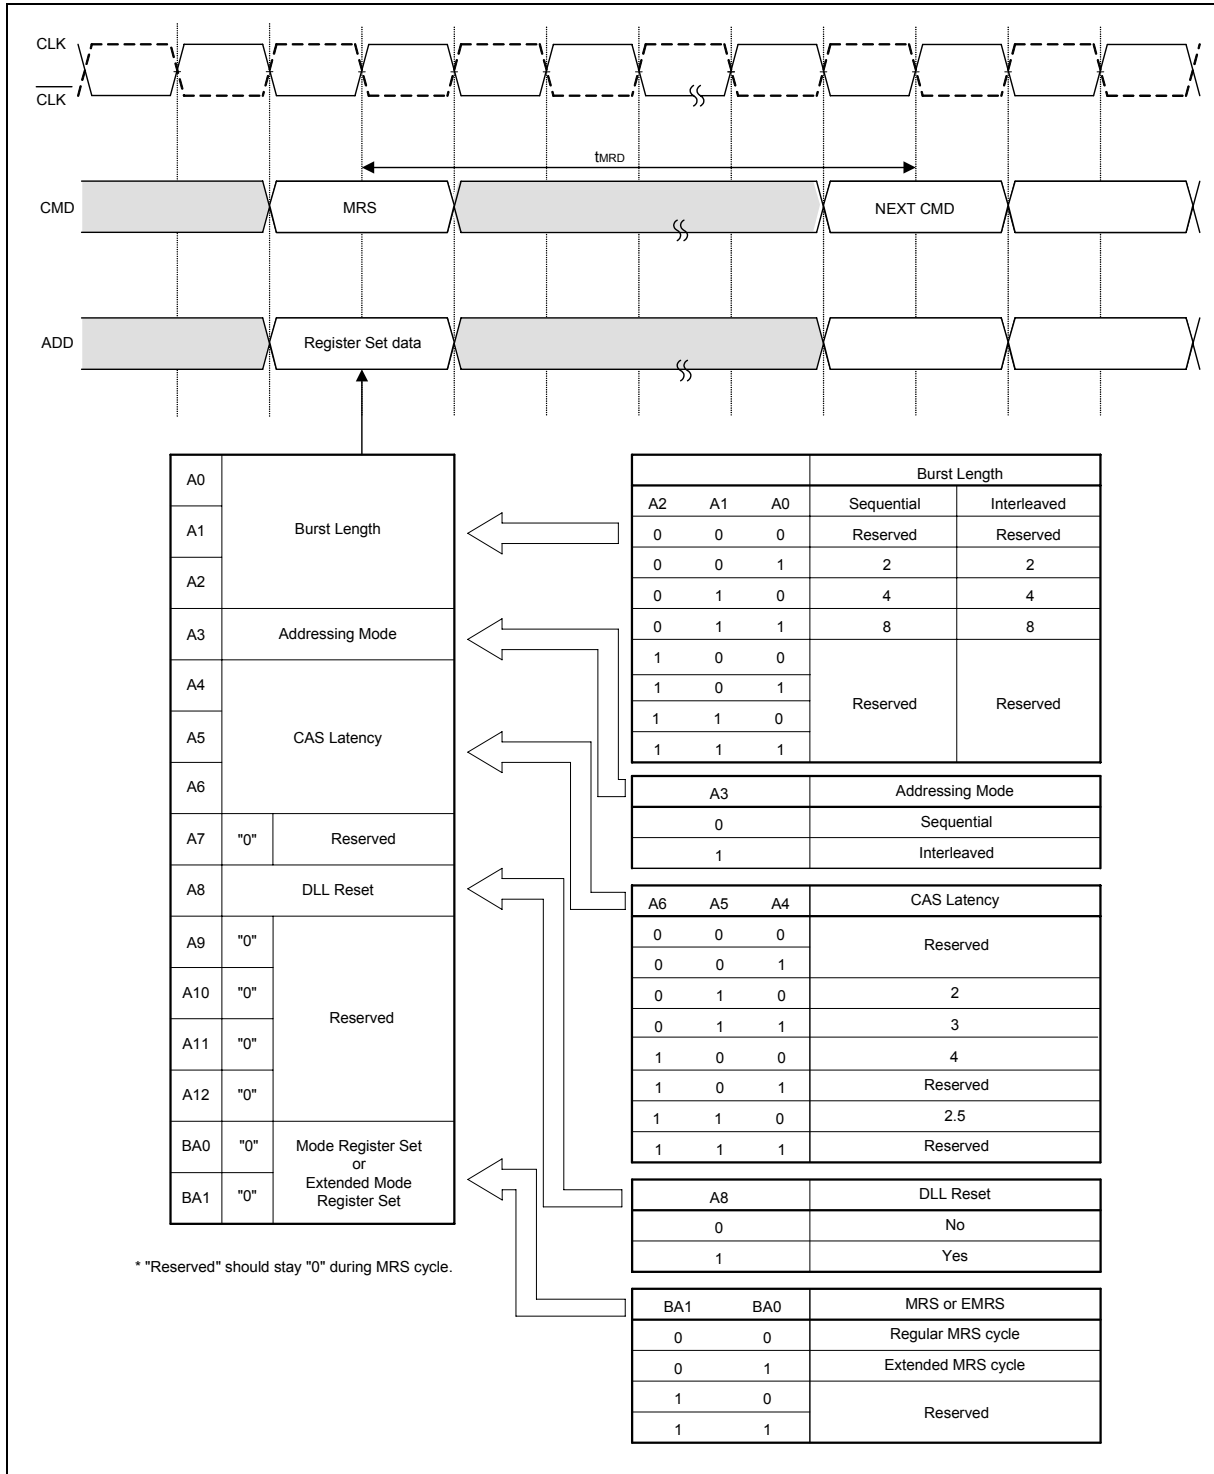 CLK
CLK
tMRD
CMD
MRS
NEXT CMD
ADD
Register Set data
A0
A1
Burst Length
A2
A3 Addressing Mode
A4
A5 CAS Latency
A6
A7 "0" Reserved
A8 DLL Reset
A9 "0"
A10 "0"
Reserved
A11 "0"
A12 "0"
BA0 "0"
BA1 "0"
Mode Register Set
or
Extended Mode
Register Set
* "Reserved" should stay "0" during MRS cycle.
Burst Length
A2 A1 A0 Sequential Interleaved
0 0 0 Reserved Reserved
0 0 1 2 2
0 1 0 4 4
0 1 1 8 8
1 0 0
1 0 1
Reserved Reserved
1 1 0
1 1 1
A3 Addressing Mode
0 Sequential
1 Interleaved
A6 A5 A4 CAS Latency
0 0 0
Reserved
0 0 1
0 1 0 2
0 1 1 3
1 0 0 4
1 0 1 Reserved
1 1 0 2.5
1 1 1 Reserved
A8 DLL Reset
0 No
1 Yes
BA1 BA0 MRS or EMRS
0 0 Regular MRS cycle
0 1 Extended MRS cycle
1 0
Reserved
1 1